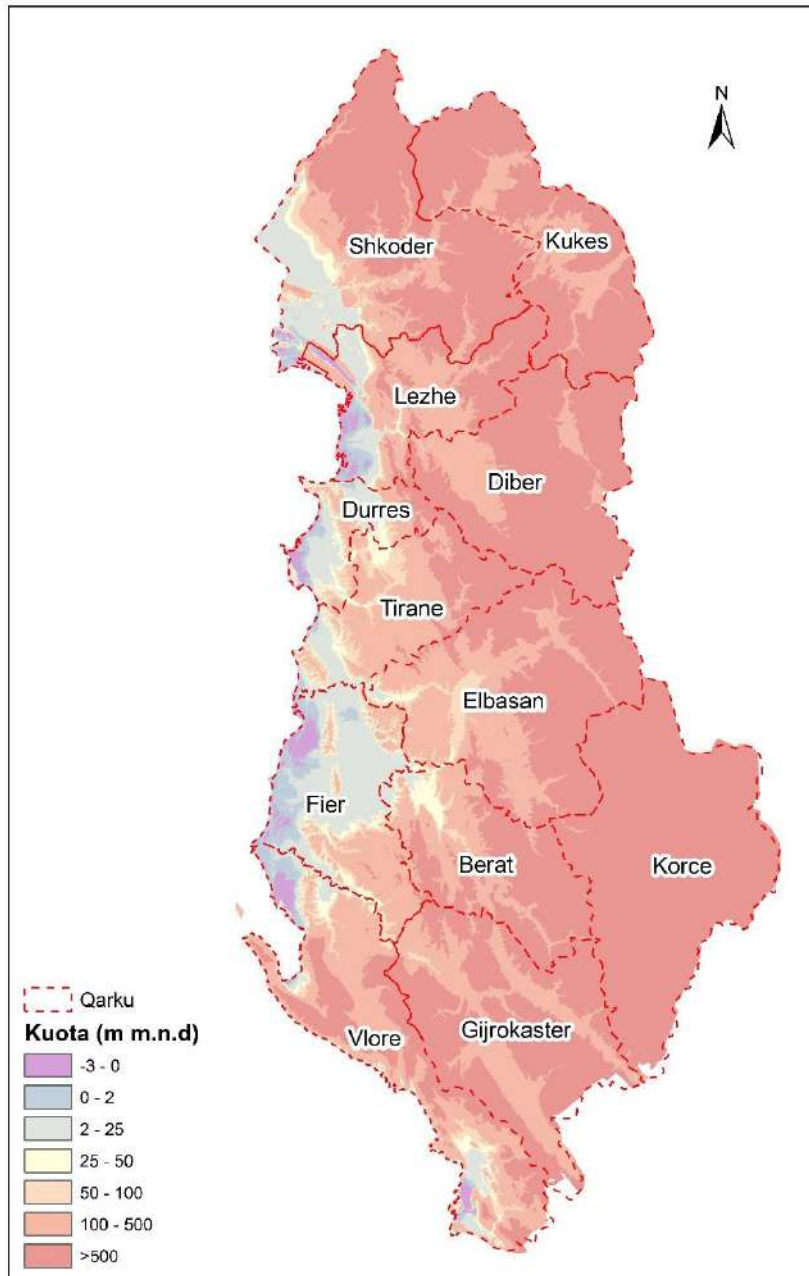 N
Shkoder
Kukes
Lezhe
Diber
Durres
Tirane
Elbasan
Fier
Berat
Korce
Vlore
Gijrokaster
Qarku
Kuota (m m.n.d)
-3 - 0
0 - 2
2 - 25
25 - 50
50 - 100
100 - 500
>500